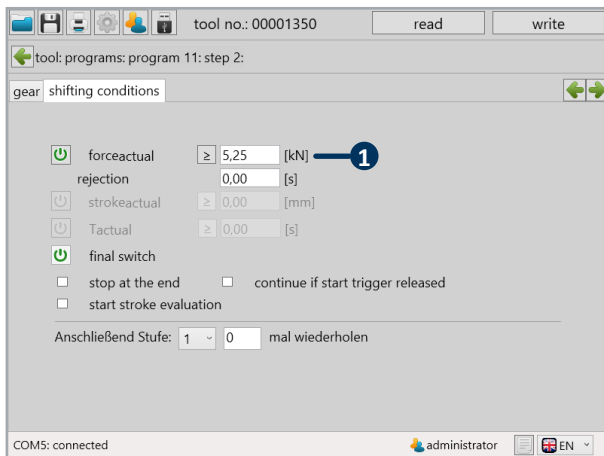 tool no.: 00001350 read write
tool: programs: program 11: step 2:
gear shifting conditions
forceactual ≥ 5,25 [kN] 1
rejection 0,00 [s]
strokeactual ≥ 0,00 [mm]
Tactual ≥ 0,00 [s]
final switch
stop at the end continue if start trigger released
start stroke evaluation
Anschließend Stufe: 1 0 mal wiederholen
COM5: connected administrator EN